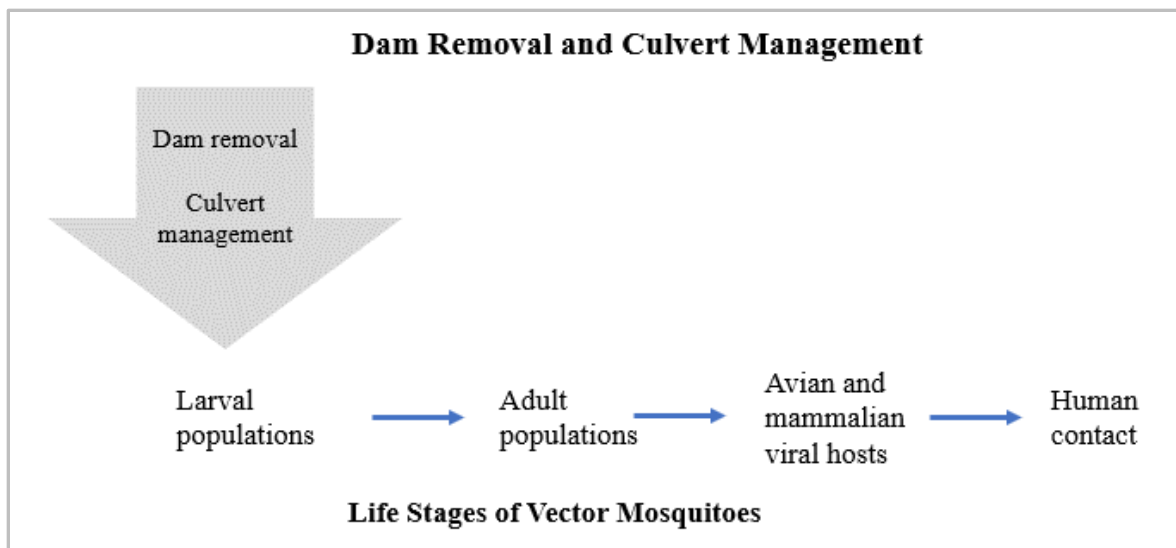 Dam Removal and Culvert Management
Dam removal
Culvert
management
Larval
populations
Adult
populations
Avian and
mammalian
viral hosts
Human
contact
Life Stages of Vector Mosquitoes